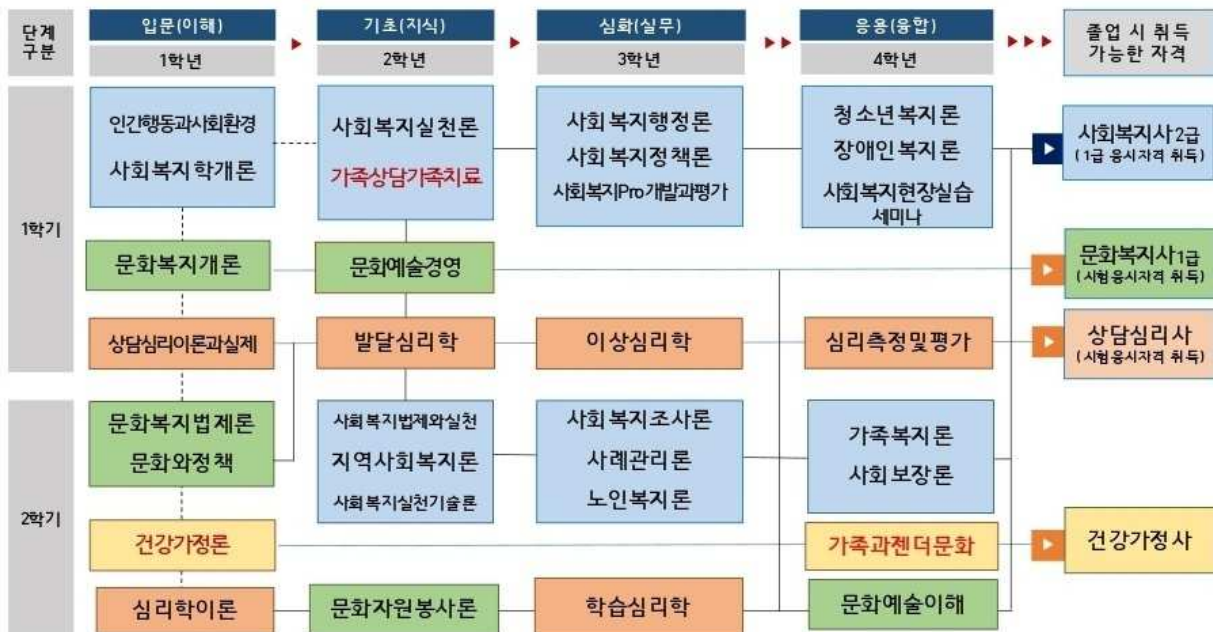 단계
구분
입문(이해)
1학년
기초(지식)
2학년
심화(실무)
3학년
응용(융합)
4학년
졸업 시 취득
가능한 자격
1학기
인간행동과사회환경
사회복지학개론
사회복지실천론
가족상담가족치료
사회복지행정론
사회복지정책론
사회복지Pro개발과평가
청소년복지론
장애인복지론
사회복지현장실습
세미나
사회복지사2급
(1급 응시자격 취득)
문화복지개론
문화예술경영
문화복지사1급
(시험응시자격 취득)
상담심리이론과실제
발달심리학
이상심리학
심리측정및평가
상담심리사
(시험응시자격 취득)
2학기
문화복지법제론
문화와정책
사회복지법제와실천
지역사회복지론
사회복지실천기술론
사회복지조사론
사례관리론
노인복지론
가족복지론
사회보장론
건강가정론
가족과젠더문화
건강가정사
심리학이론
문화자원봉사론
학습심리학
문화예술이해